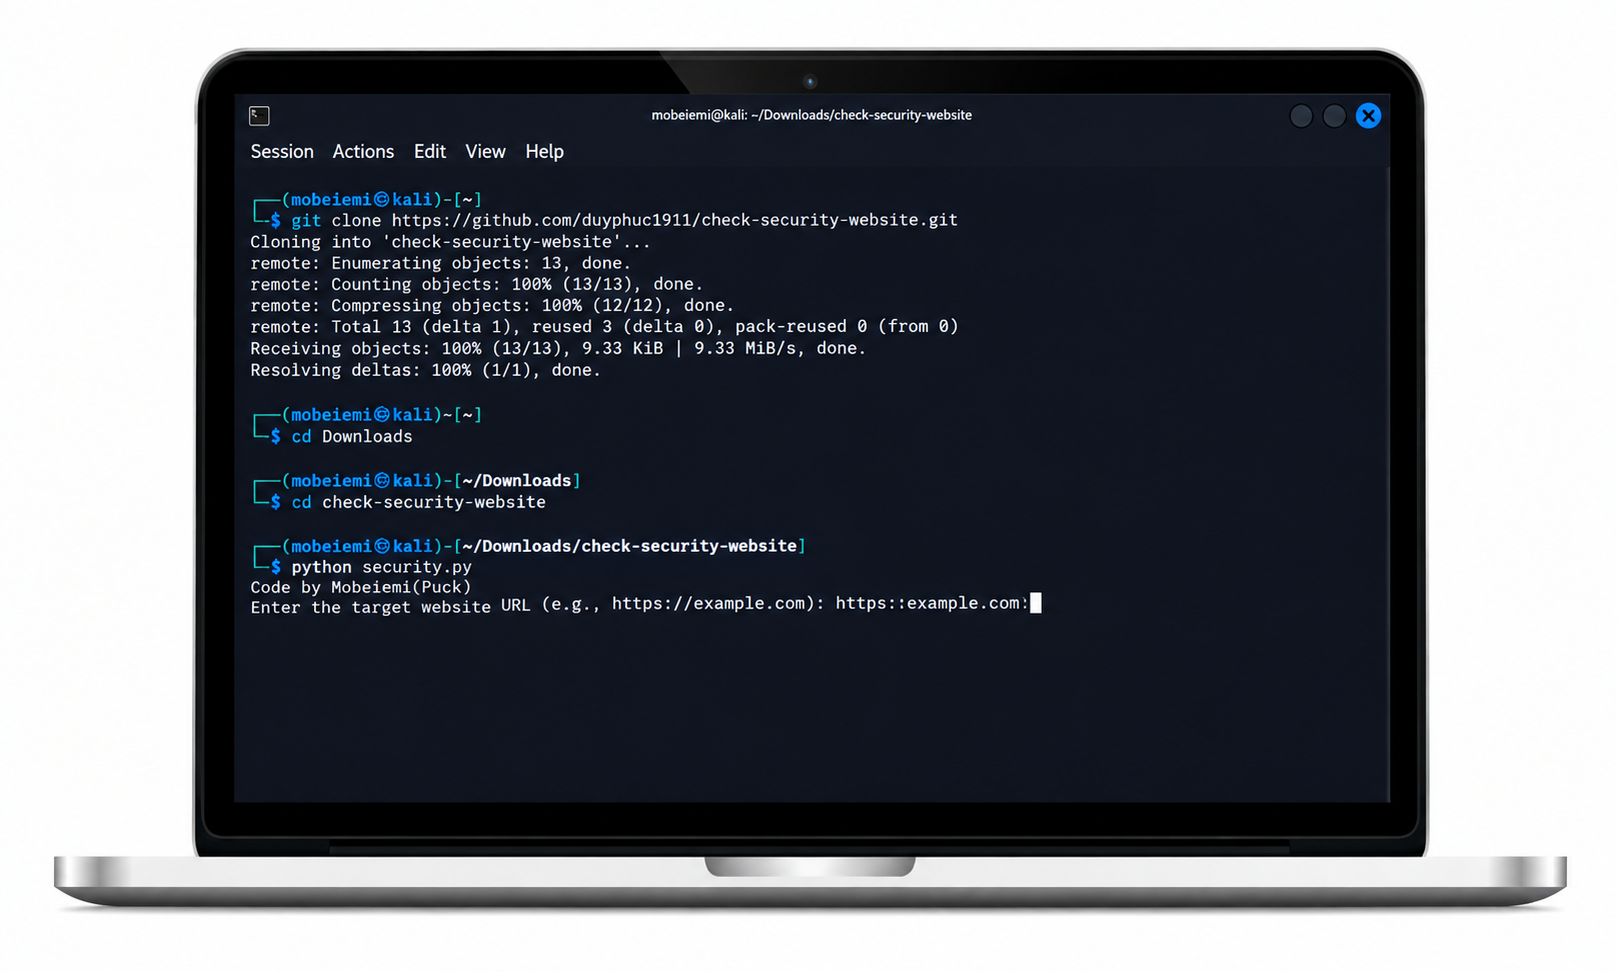 mobeiemi@kali: ~/Downloads/check-security-website
Session Actions Edit View Help
┌──(mobeiemi㉿kali)-[~]
└─$ git clone https://github.com/duyphuc1911/check-security-website.git
Cloning into 'check-security-website'...
remote: Enumerating objects: 13, done.
remote: Counting objects: 100% (13/13), done.
remote: Compressing objects: 100% (12/12), done.
remote: Total 13 (delta 1), reused 3 (delta 0), pack-reused 0 (from 0)
Receiving objects: 100% (13/13), 9.33 KiB | 9.33 MiB/s, done.
Resolving deltas: 100% (1/1), done.
┌──(mobeiemi㉿kali)~[~]
└─$ cd Downloads
┌──(mobeiemi㉿kali)-[~/Downloads]
└─$ cd check-security-website
┌──(mobeiemi㉿kali)-[~/Downloads/check-security-website]
└─$ python security.py
Code by Mobeiemi(Puck)
Enter the target website URL (e.g., https://example.com): https::example.com: